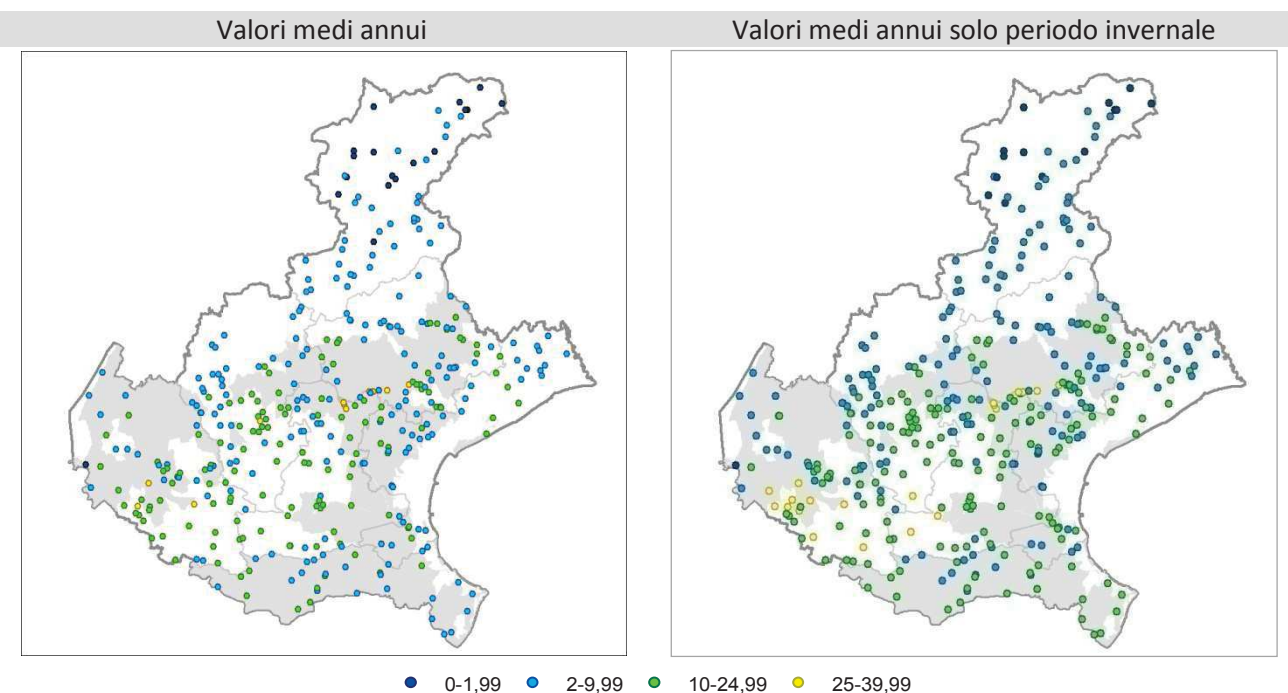 Valori medi annui
Valori medi annui solo periodo invernale
0-1,99 2-9,99 10-24,99 25-39,99